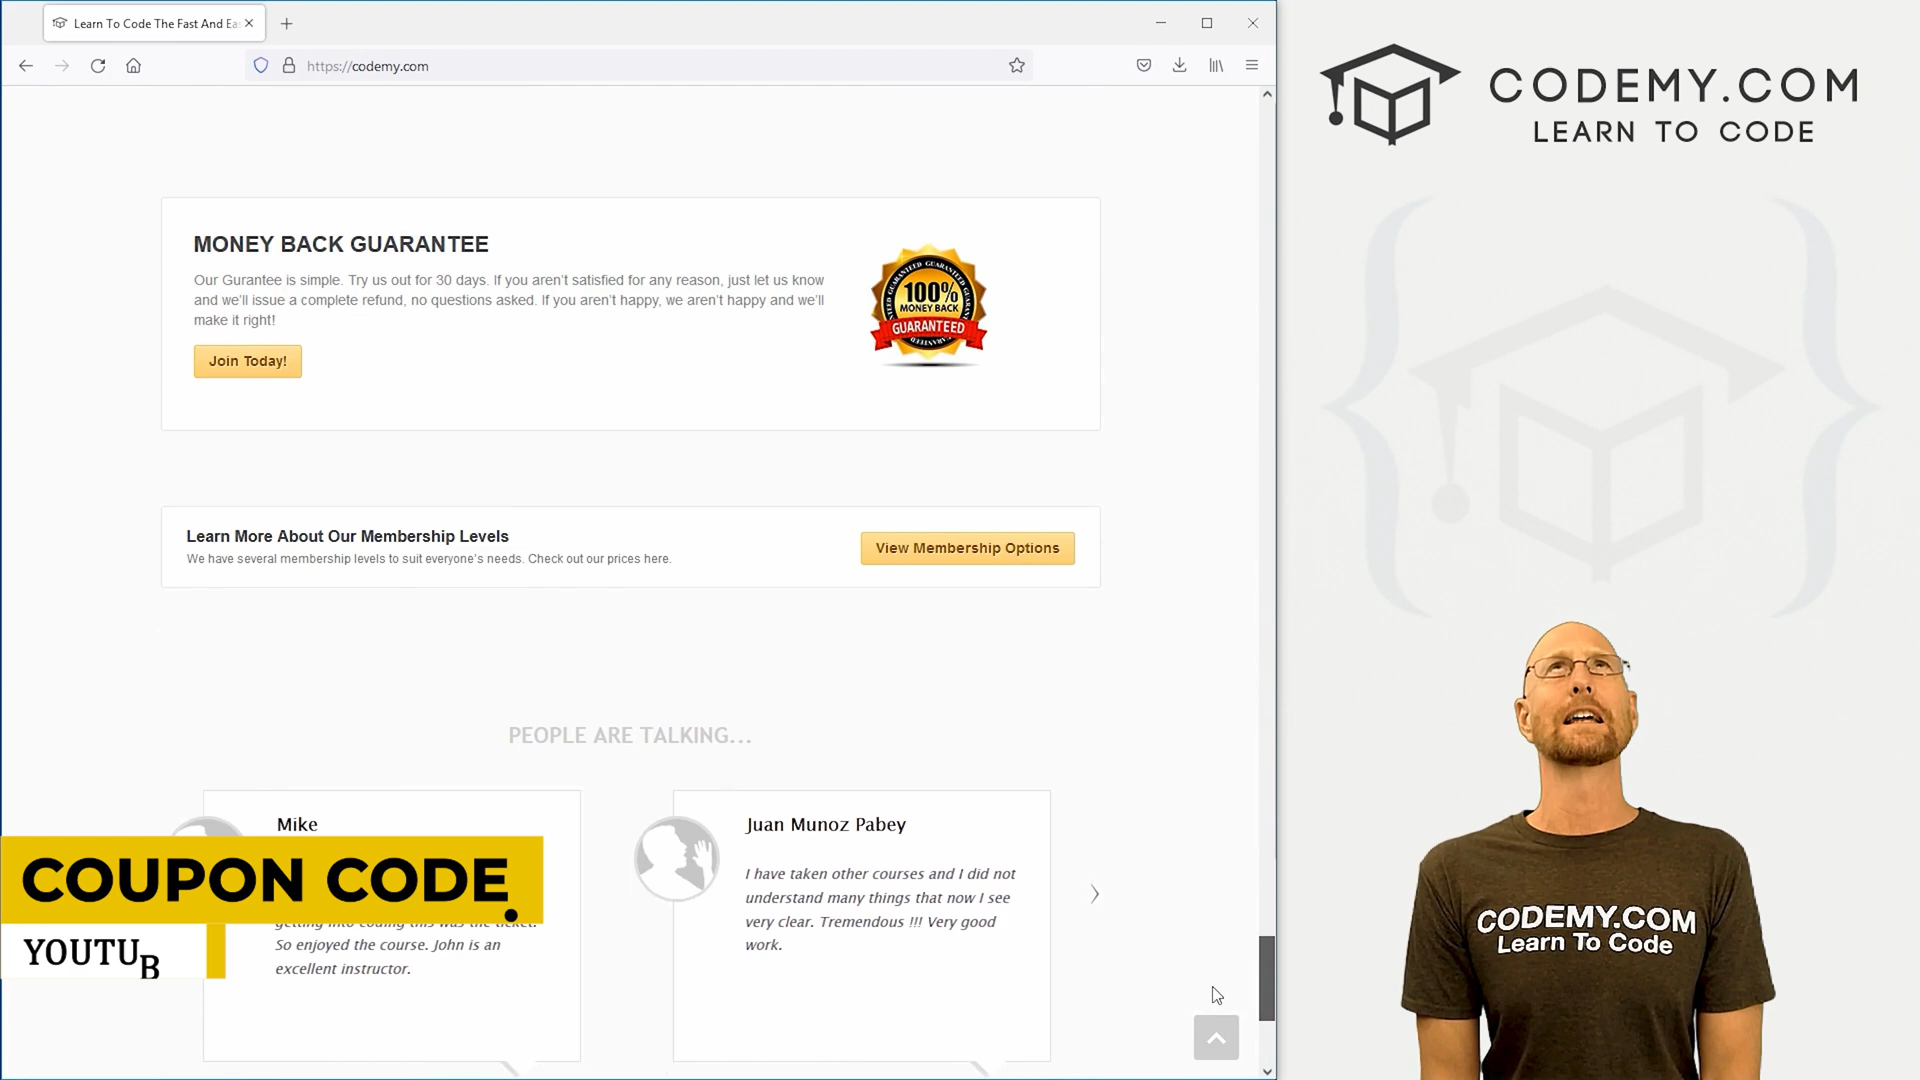 Learn To Code The Fast And Ea
https://codemy.com
CODEMY.COM
LEARN TO CODE
MONEY BACK GUARANTEE
Our Gurantee is simple. Try us out for 30 days. If you aren't satisfied for any reason, just let us know
and we'll issue a complete refund, no questions asked. If you aren't happy, we aren't happy and we'll
make it right!
Join Today!
100%
MONEY BACK
GUARANTEED
Learn More About Our Membership Levels
We have several membership levels to suit everyone's needs. Check out our prices here.
View Membership Options
PEOPLE ARE TALKING...
Mike
getting into coding this was the ticket.
So enjoyed the course. John is an
excellent instructor.
Juan Munoz Pabey
I have taken other courses and I did not
understand many things that now I see
very clear. Tremendous !!! Very good
work.
COUPON CODE.
YOUTUB
CODEMY.COM
Learn To Code